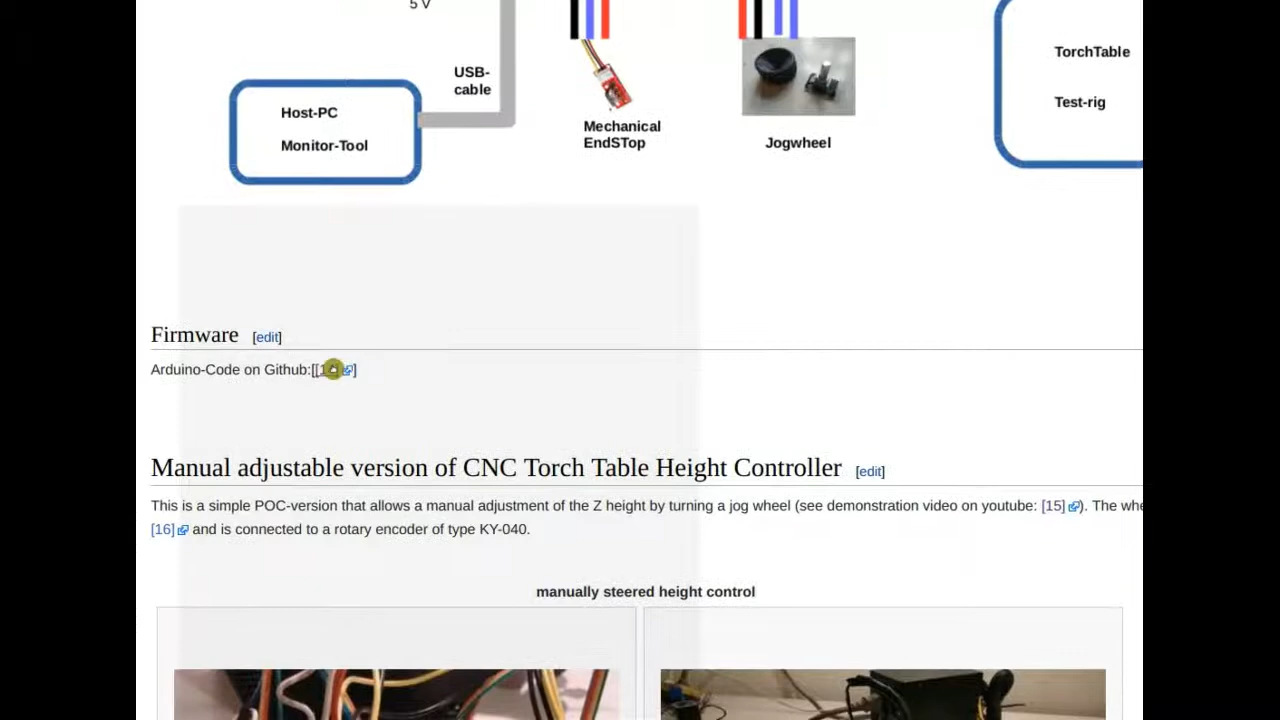 5 V
USB-
cable
Host-PC
Monitor-Tool
Mechanical
EndSTop
Jogwheel
TorchTable
Test-rig
Firmware [edit]
Arduino-Code on Github:[[1 ]
Manual adjustable version of CNC Torch Table Height Controller [edit]
This is a simple POC-version that allows a manual adjustment of the Z height by turning a jog wheel (see demonstration video on youtube: [15] ). The
[16] and is connected to a rotary encoder of type KY-040.
manually steered height control